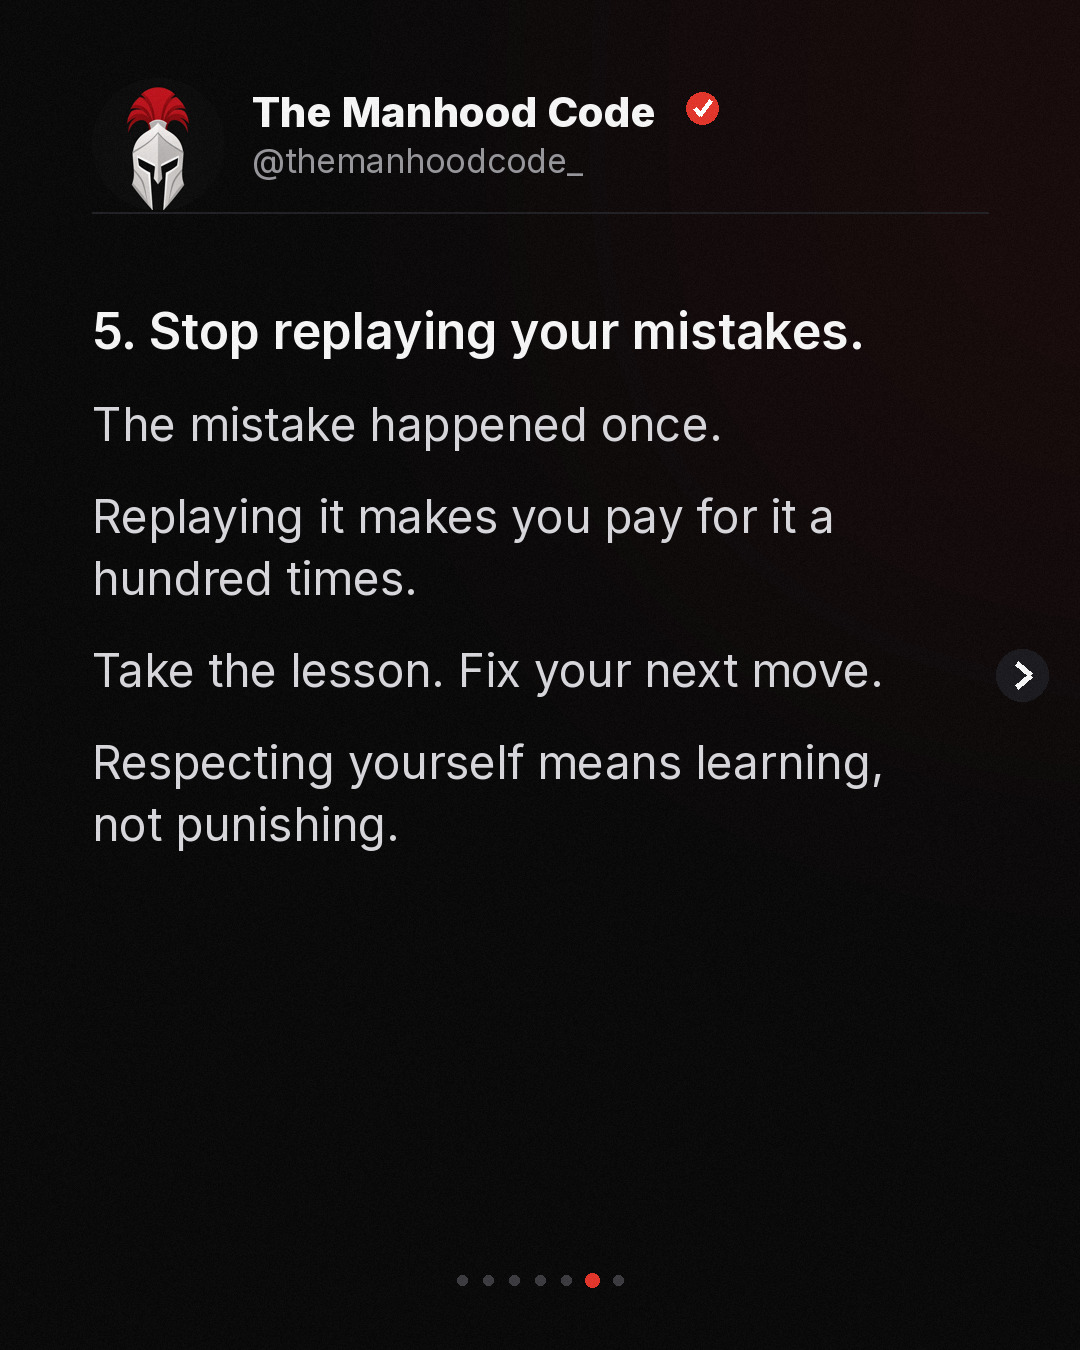 The Manhood Code
@themanhoodcode_
5. Stop replaying your mistakes.
The mistake happened once.
Replaying it makes you pay for it a
hundred times.
Take the lesson. Fix your next move.
Respecting yourself means learning,
not punishing.